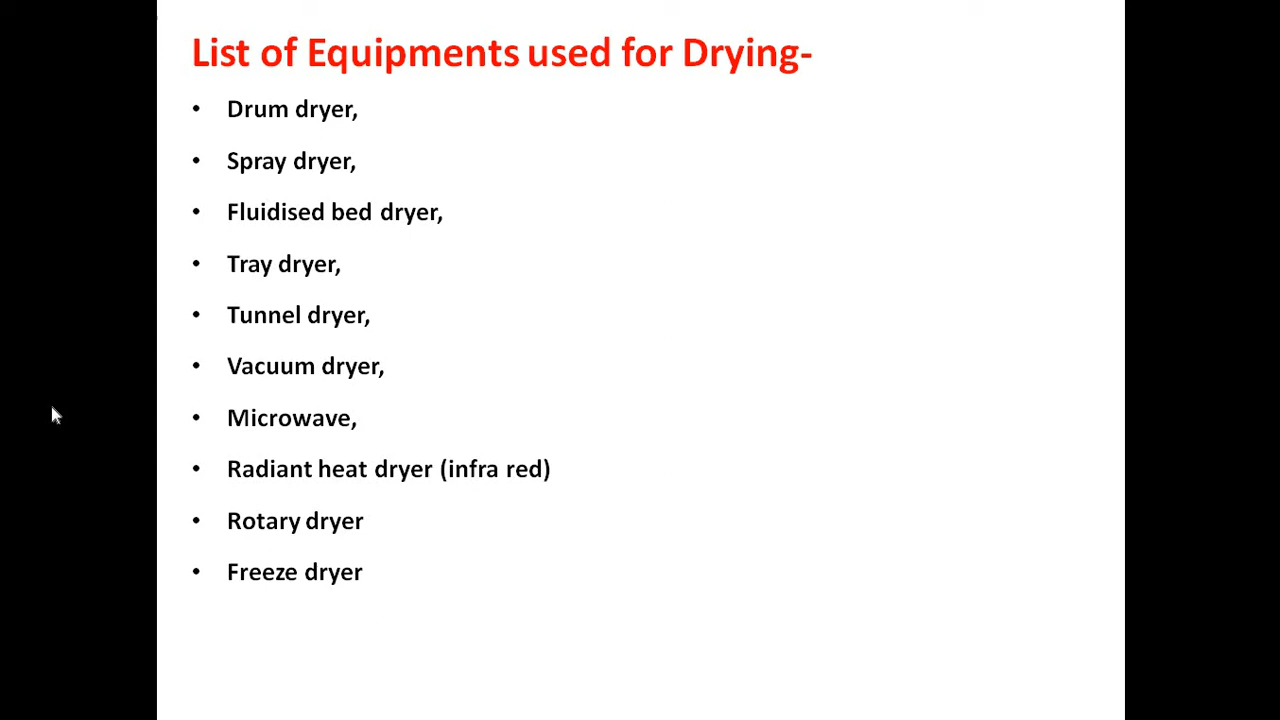 List of Equipments used for Drying-
• Drum dryer,
• Spray dryer,
• Fluidised bed dryer,
• Tray dryer,
• Tunnel dryer,
• Vacuum dryer,
• Microwave,
• Radiant heat dryer (infra red)
• Rotary dryer
• Freeze dryer